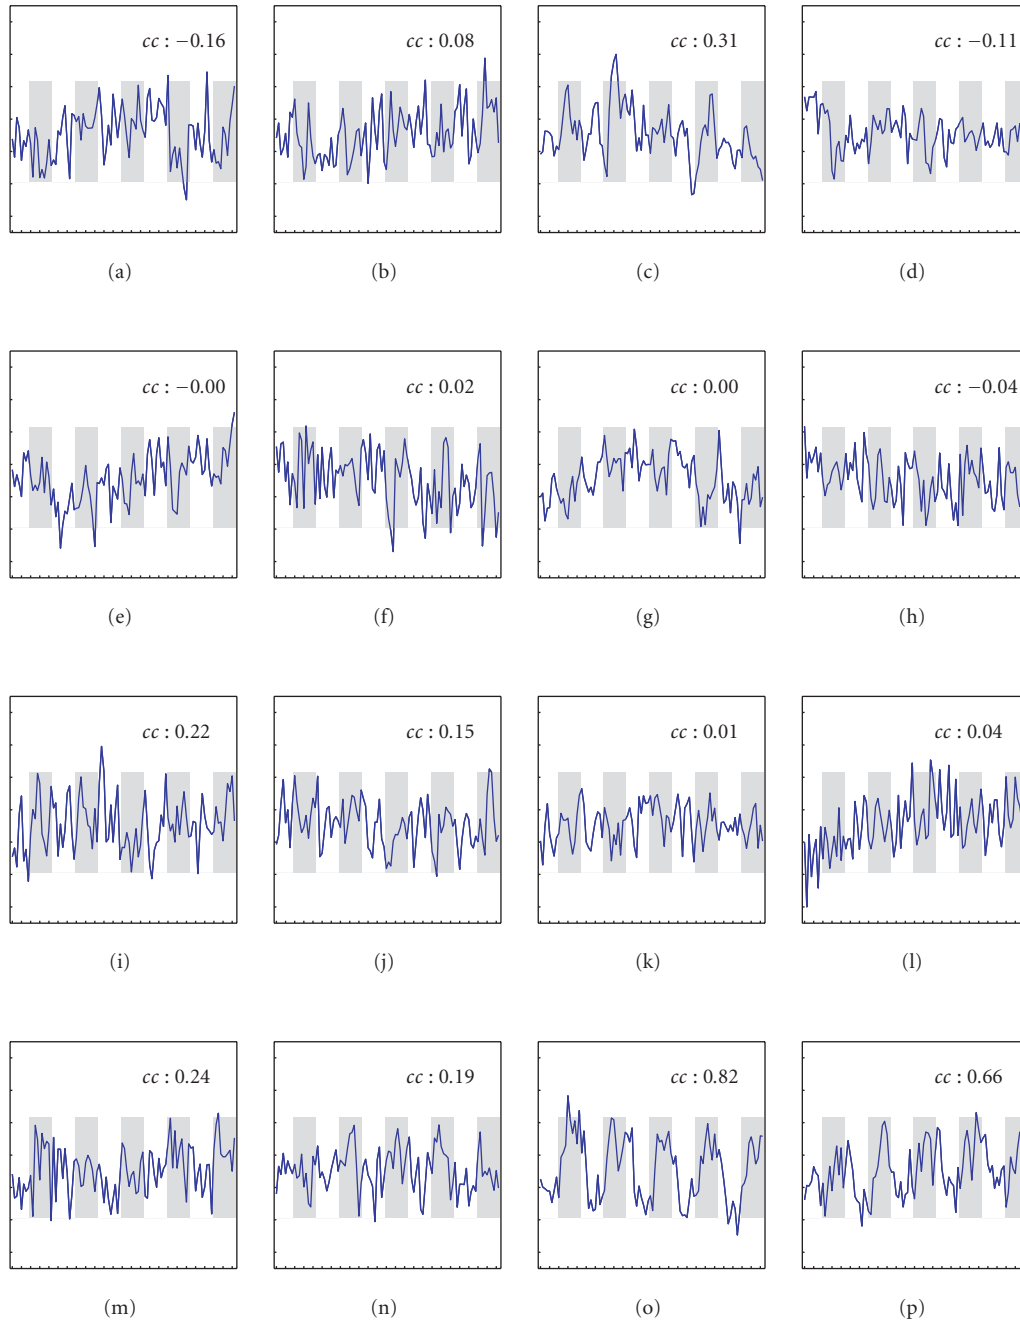 cc : −0.16
cc : 0.08
cc : 0.31
cc : −0.11
(a)
(b)
(c)
(d)
cc : −0.00
cc : 0.02
cc : 0.00
cc : −0.04
(e)
(f)
(g)
(h)
cc : 0.22
cc : 0.15
cc : 0.01
cc : 0.04
(i)
(j)
(k)
(l)
cc : 0.24
cc : 0.19
cc : 0.82
cc : 0.66
(m)
(n)
(o)
(p)